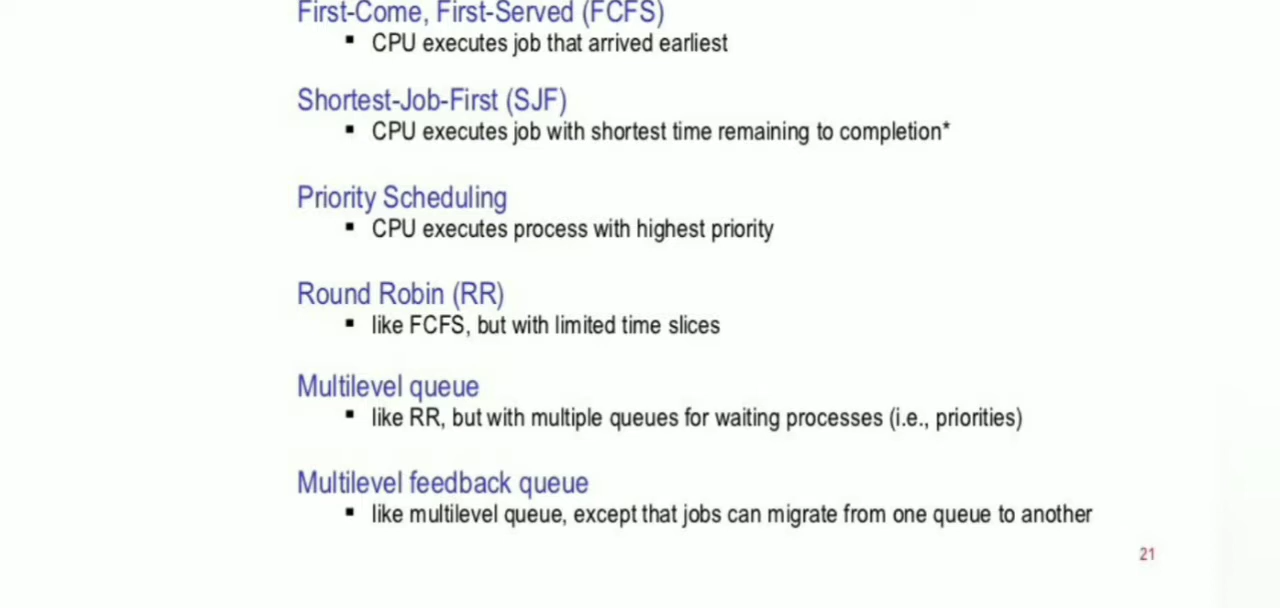 First-Come, First-Served (FCFS)
▪ CPU executes job that arrived earliest
Shortest-Job-First (SJF)
▪ CPU executes job with shortest time remaining to completion*
Priority Scheduling
▪ CPU executes process with highest priority
Round Robin (RR)
▪ like FCFS, but with limited time slices
Multilevel queue
▪ like RR, but with multiple queues for waiting processes (i.e., priorities)
Multilevel feedback queue
▪ like multilevel queue, except that jobs can migrate from one queue to another
21